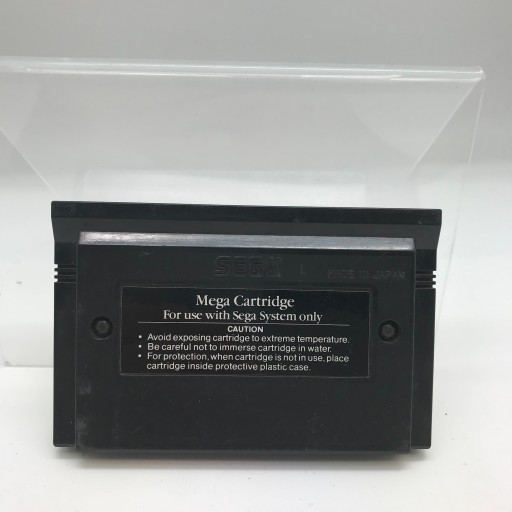 SEGA
MADE IN JAPAN
Mega Cartridge
For use with Sega System only
CAUTION
• Avoid exposing cartridge to extreme temperature.
• Be careful not to immerse cartridge in water.
• For protection, when cartridge is not in use, place
cartridge inside protective plastic case.